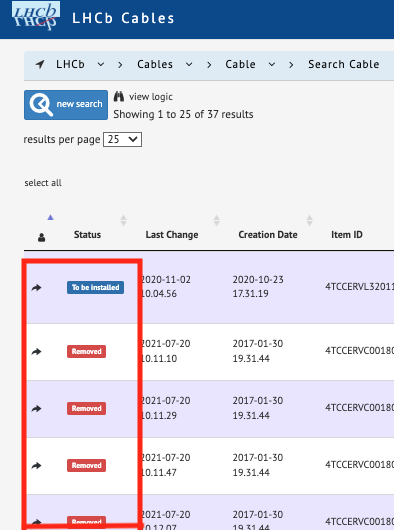 LHCb
LHCb
LHCb Cables
LHCb > Cables > Cable > Search Cable
new search
view logic
Showing 1 to 25 of 37 results
results per page 25
select all
Status Last Change Creation Date Item ID
To be installed 2020-11-02 10.04.56 2020-10-23 17.31.19 4TCCERVL32011
Removed 2021-07-20 10.11.10 2017-01-30 19.31.44 4TCCERVC00180
Removed 2021-07-20 10.11.29 2017-01-30 19.31.44 4TCCERVC00180
Removed 2021-07-20 10.11.47 2017-01-30 19.31.44 4TCCERVC00180
Removed 2021-07-20 10.12.07 2017-01-30 19.31.44 4TCCERVC00180